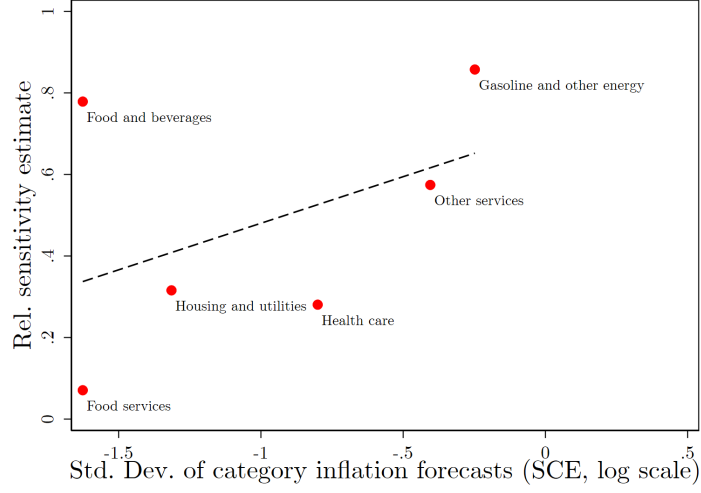 1
.8
.6
.4
.2
0
Rel. sensitivity estimate
Gasoline and other energy
Food and beverages
Other services
Housing and utilities
Health care
Food services
-1.5 -1 -.5 0 .5
Std. Dev. of category inflation forecasts (SCE, log scale)